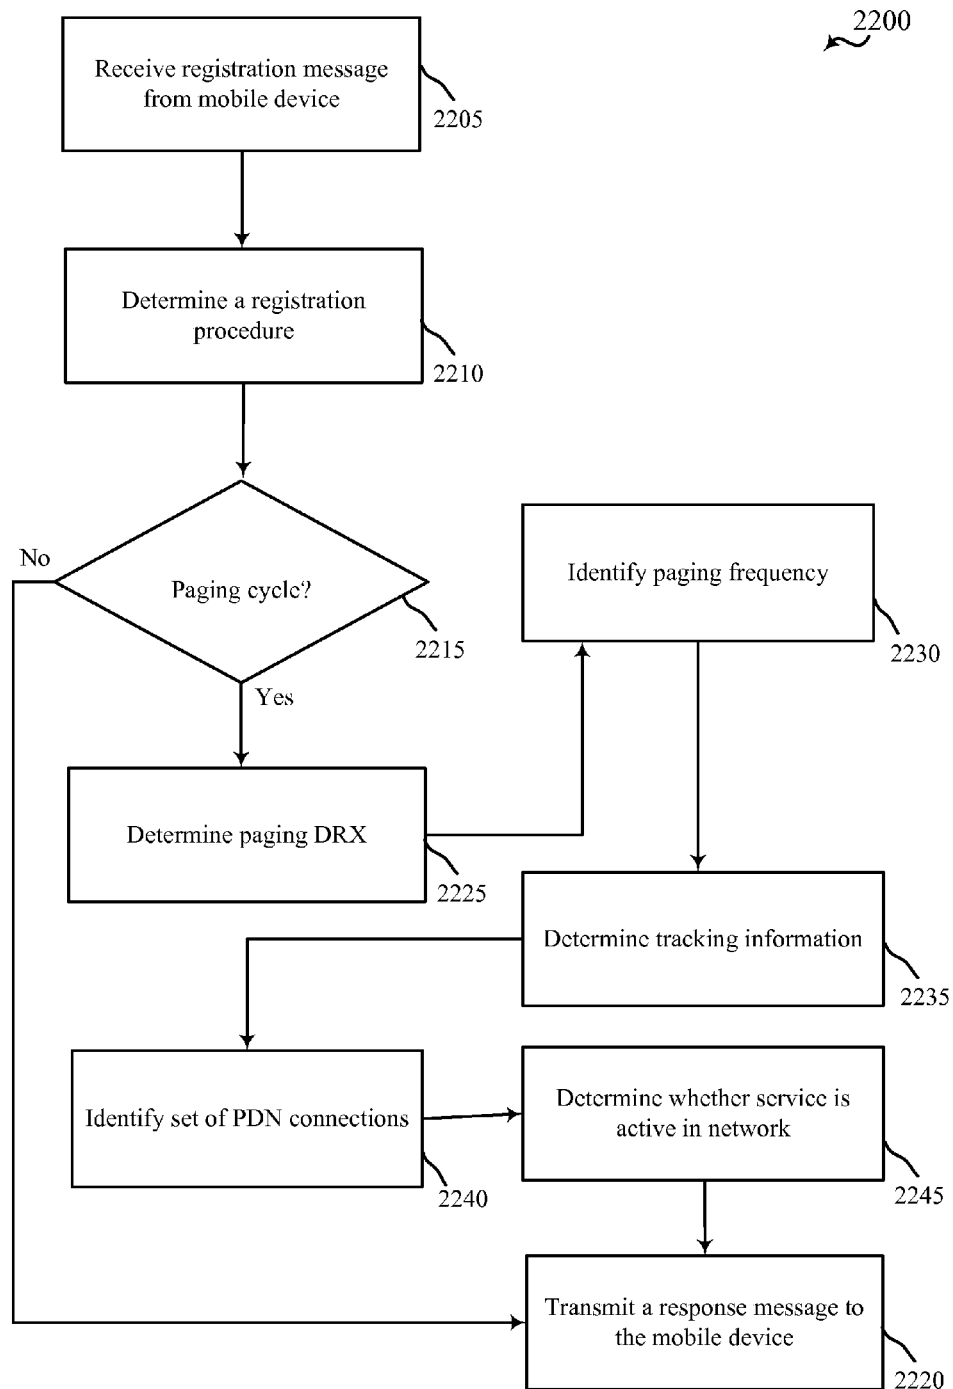 2200
Receive registration message
from mobile device
2205
Determine a registration
procedure
2210
No
Paging cycle?
2215
Yes
Identify paging frequency
2230
Determine paging DRX
2225
Determine tracking information
2235
Identify set of PDN connections
2240
Determine whether service is
active in network
2245
Transmit a response message to
the mobile device
2220